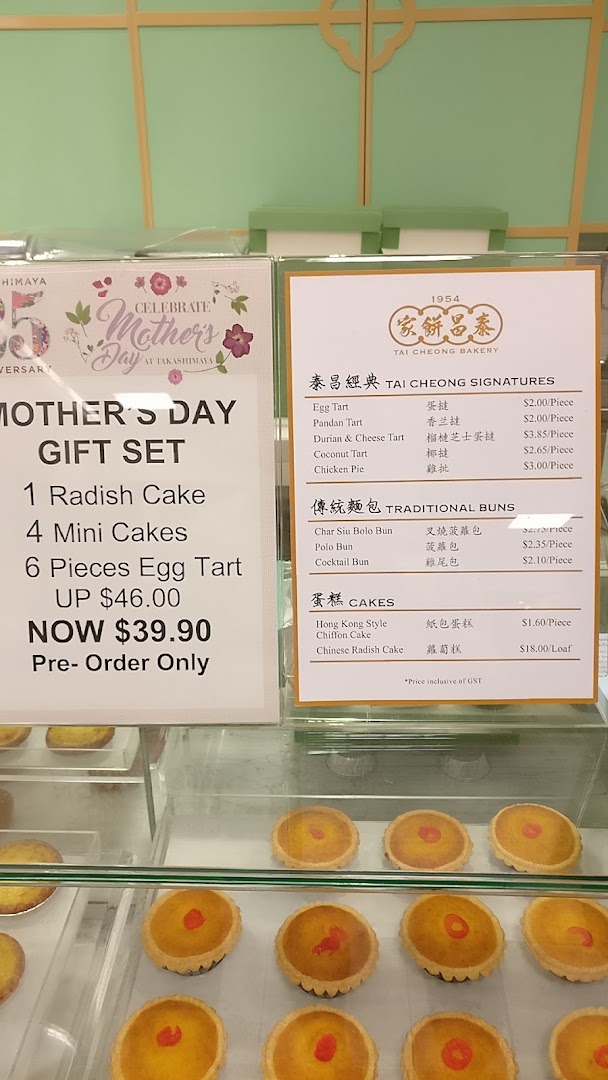 SHIMAYA
35
VERSARY
CELEBRATE
Mother's
Day AT TAKASHIMAYA
MOTHER'S DAY
GIFT SET
1 Radish Cake
4 Mini Cakes
6 Pieces Egg Tart
UP $46.00
NOW $39.90
Pre- Order Only
1954
泰昌餅家
TAI CHEONG BAKERY
泰昌經典 TAI CHEONG SIGNATURES
Egg Tart 蛋撻 $2.00/Piece
Pandan Tart 香兰撻 $2.00/Piece
Durian & Cheese Tart 榴槤芝士蛋撻 $3.85/Piece
Coconut Tart 椰撻 $2.65/Piece
Chicken Pie 雞批 $3.00/Piece
傳統麵包 TRADITIONAL BUNS
Char Siu Bolo Bun 叉燒菠蘿包 $2.75/Piece
Polo Bun 菠蘿包 $2.35/Piece
Cocktail Bun 雞尾包 $2.10/Piece
蛋糕 CAKES
Hong Kong Style 紙包蛋糕 $1.60/Piece
Chiffon Cake
Chinese Radish Cake 蘿蔔糕 $18.00/Loaf
*Price inclusive of GST